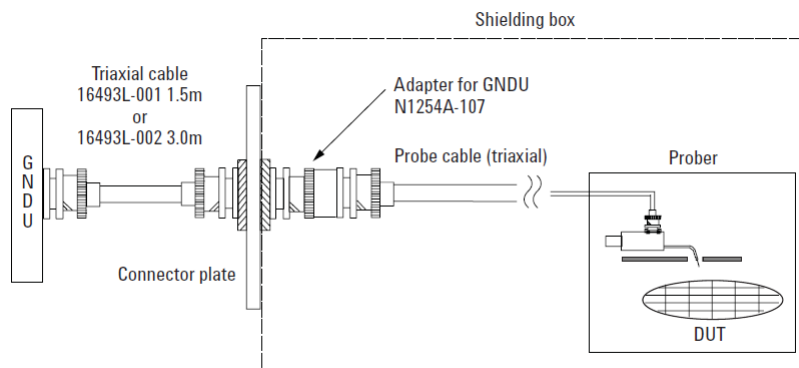 Shielding box
Triaxial cable
16493L-001 1.5m
or
16493L-002 3.0m
Adapter for GNDU
N1254A-107
Probe cable (triaxial)
Prober
G
N
D
U
Connector plate
DUT